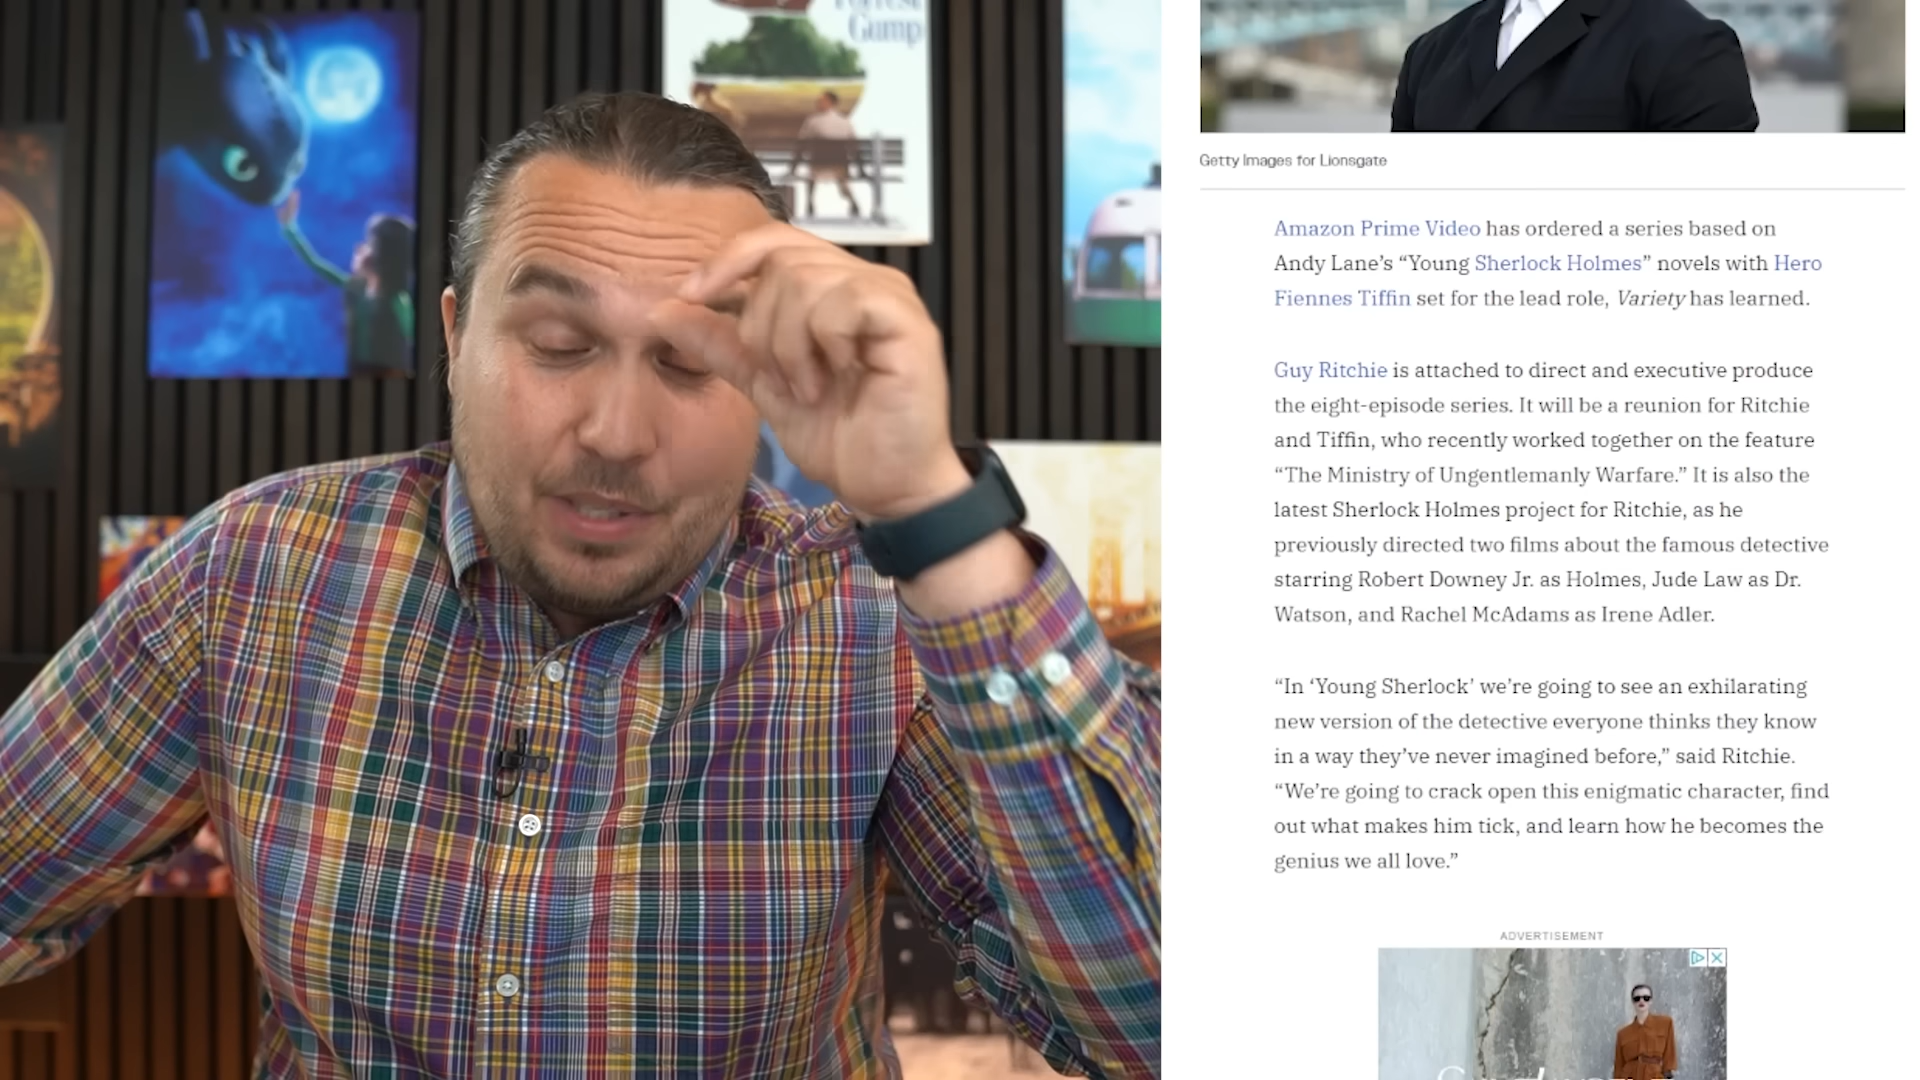 Forrest
Gump
Getty Images for Lionsgate
Amazon Prime Video has ordered a series based on
Andy Lane’s “Young Sherlock Holmes” novels with Hero
Fiennes Tiffin set for the lead role, Variety has learned.
Guy Ritchie is attached to direct and executive produce
the eight-episode series. It will be a reunion for Ritchie
and Tiffin, who recently worked together on the feature
“The Ministry of Ungentlemanly Warfare.” It is also the
latest Sherlock Holmes project for Ritchie, as he
previously directed two films about the famous detective
starring Robert Downey Jr. as Holmes, Jude Law as Dr.
Watson, and Rachel McAdams as Irene Adler.
“In ‘Young Sherlock’ we’re going to see an exhilarating
new version of the detective everyone thinks they know
in a way they’ve never imagined before,” said Ritchie.
“We’re going to crack open this enigmatic character, find
out what makes him tick, and learn how he becomes the
genius we all love.”
ADVERTISEMENT